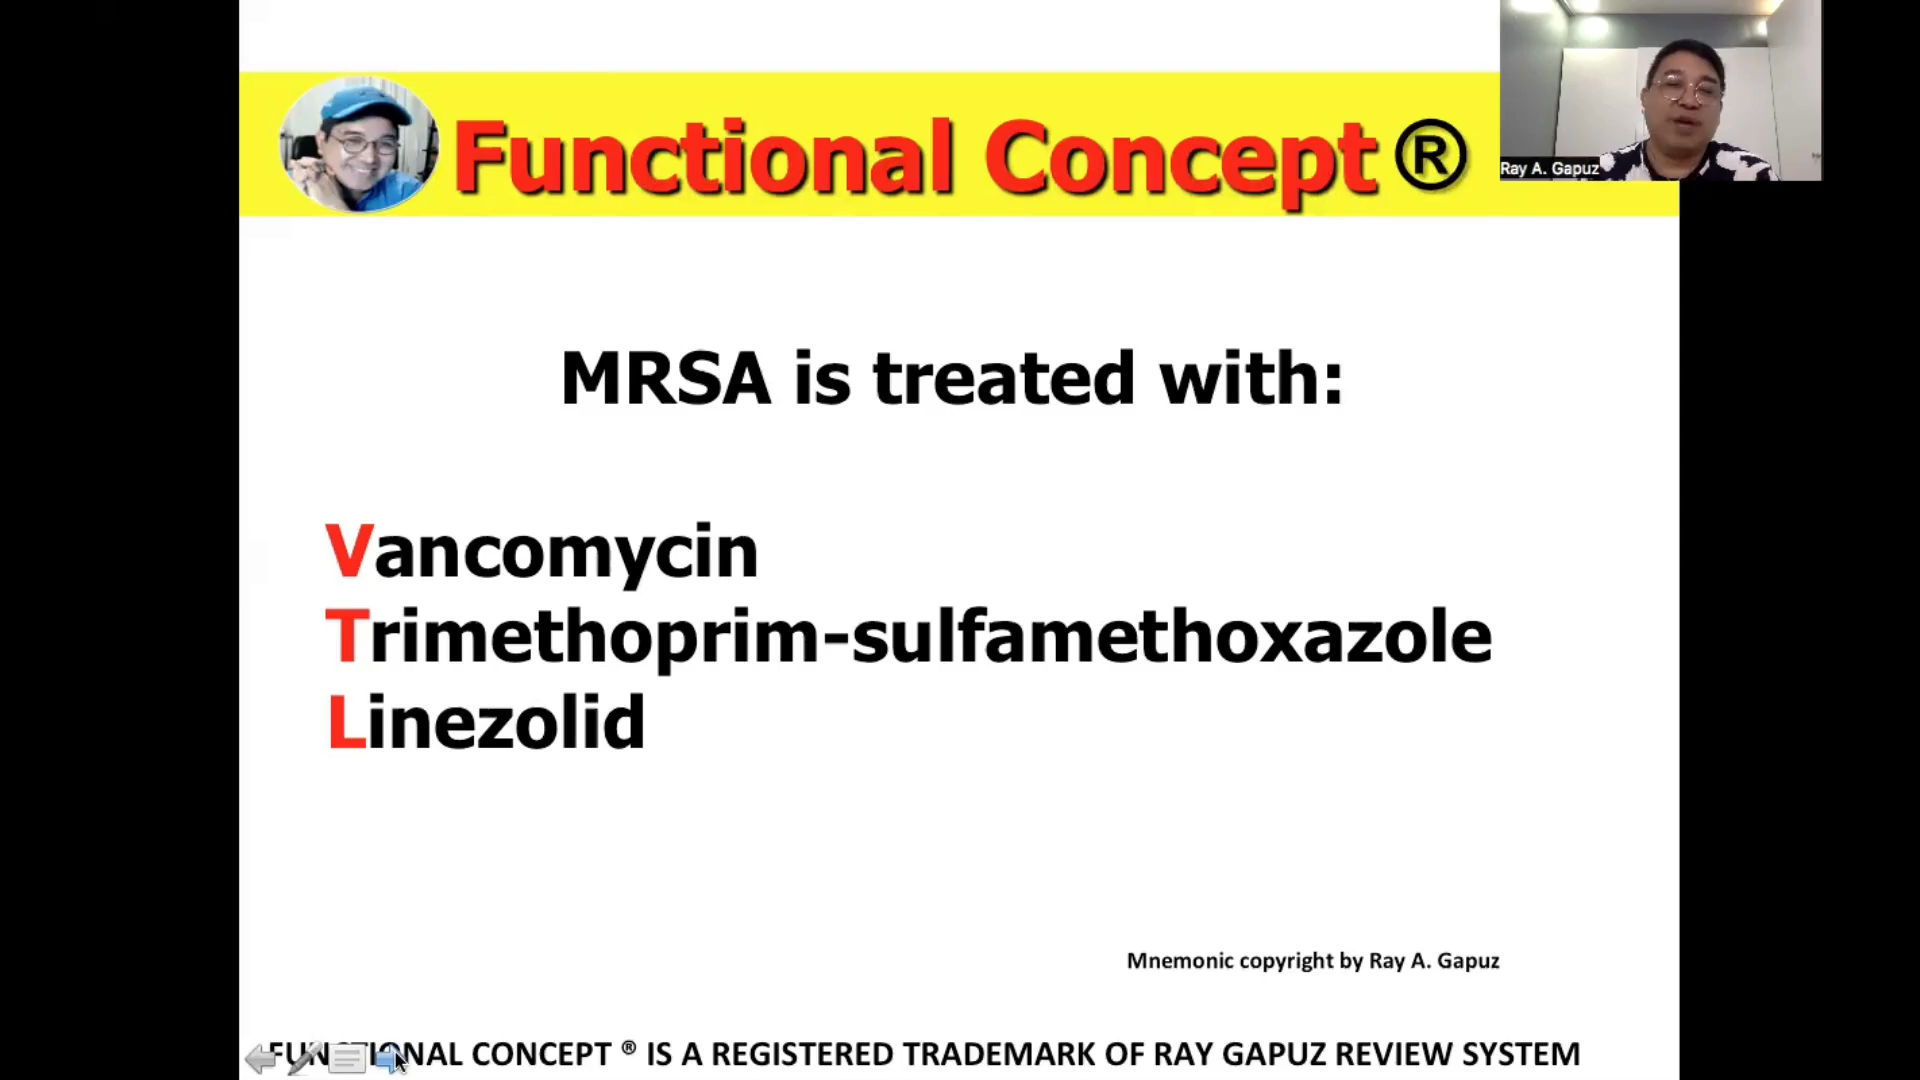 Functional Concept ®
Ray A. Gapuz
MRSA is treated with:
Vancomycin
Trimethoprim-sulfamethoxazole
Linezolid
Mnemonic copyright by Ray A. Gapuz
FUNCTIONAL CONCEPT ® IS A REGISTERED TRADEMARK OF RAY GAPUZ REVIEW SYSTEM